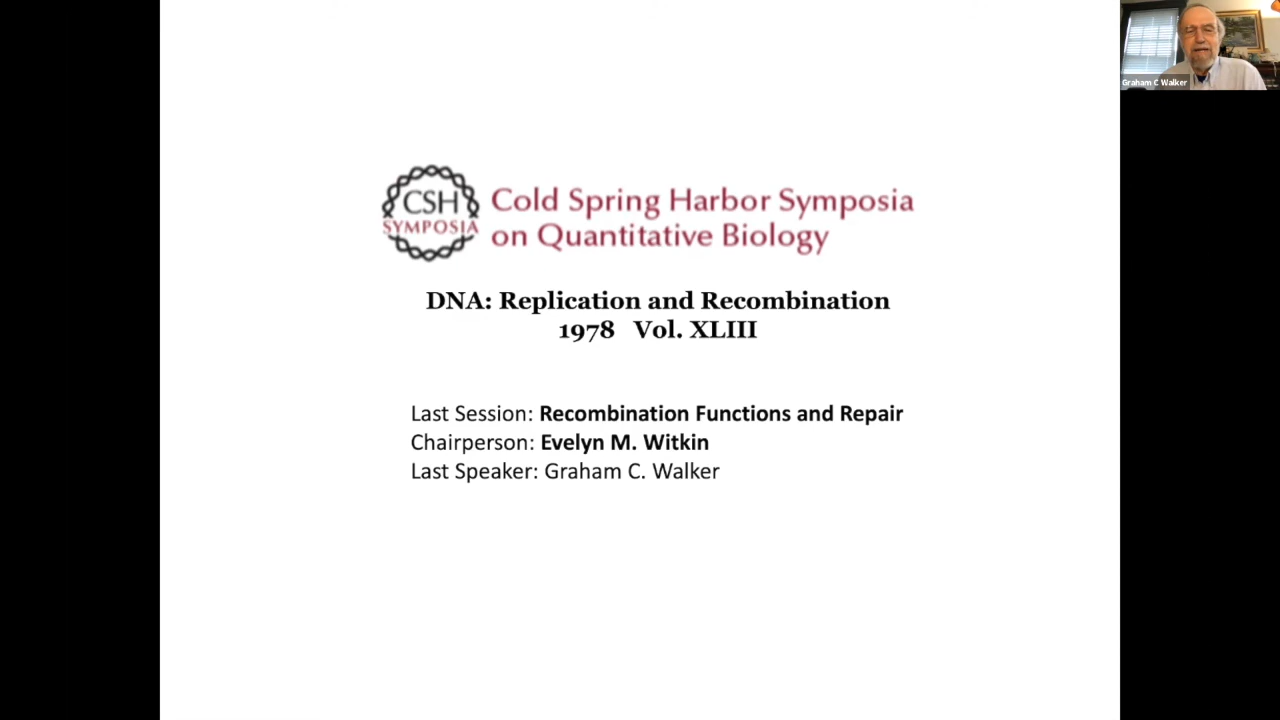 Graham C Walker
CSH
SYMPOSIA
Cold Spring Harbor Symposia
on Quantitative Biology
DNA: Replication and Recombination
1978 Vol. XLIII
Last Session: Recombination Functions and Repair
Chairperson: Evelyn M. Witkin
Last Speaker: Graham C. Walker